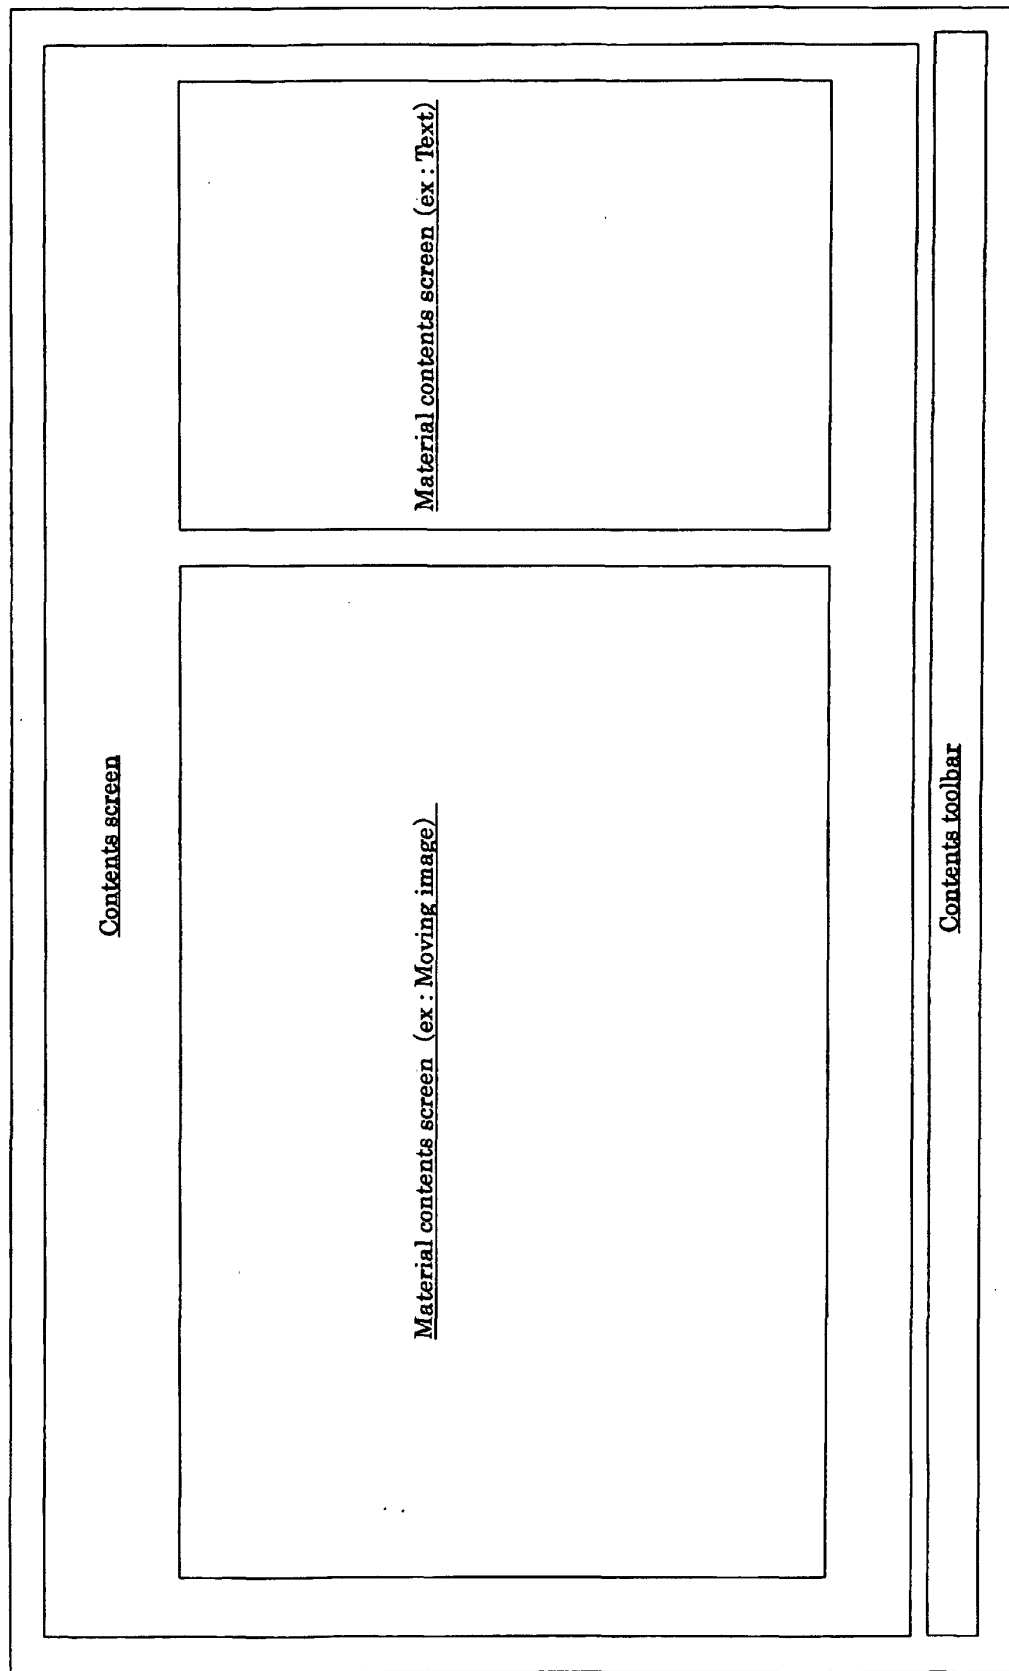 Contents screen
Material contents screen (ex : Moving image)
Material contents screen (ex : Text)
Contents toolbar